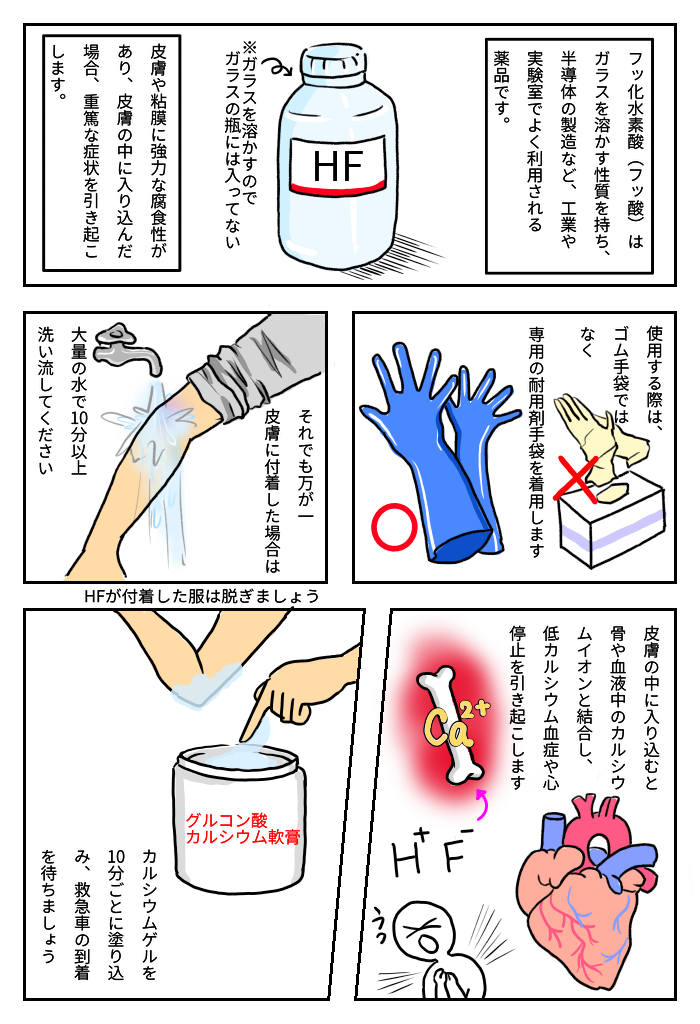 フッ化水素酸（フッ酸）は
ガラスを溶かす性質を持ち、
半導体の製造など、工業や
実験室でよく利用される
薬品です。
※ガラスを溶かすので
ガラスの瓶には入ってない
HF
皮膚や粘膜に強力な腐食性が
あり、皮膚の中に入り込んだ
場合、重篤な症状を引き起こ
します。
使用する際は、
ゴム手袋では
なく
専用の耐用剤手袋を着用します
それでも万が一
皮膚に付着した場合は
大量の水で10分以上
洗い流してください
HFが付着した服は脱ぎましょう
皮膚の中に入り込むと
骨や血液中のカルシウ
ムイオンと結合し、
低カルシウム血症や心
停止を引き起こします
Ca2+
H+ F-
うっ
グルコン酸
カルシウム軟膏
カルシウムゲルを
10分ごとに塗り込
み、救急車の到着
を待ちましょう